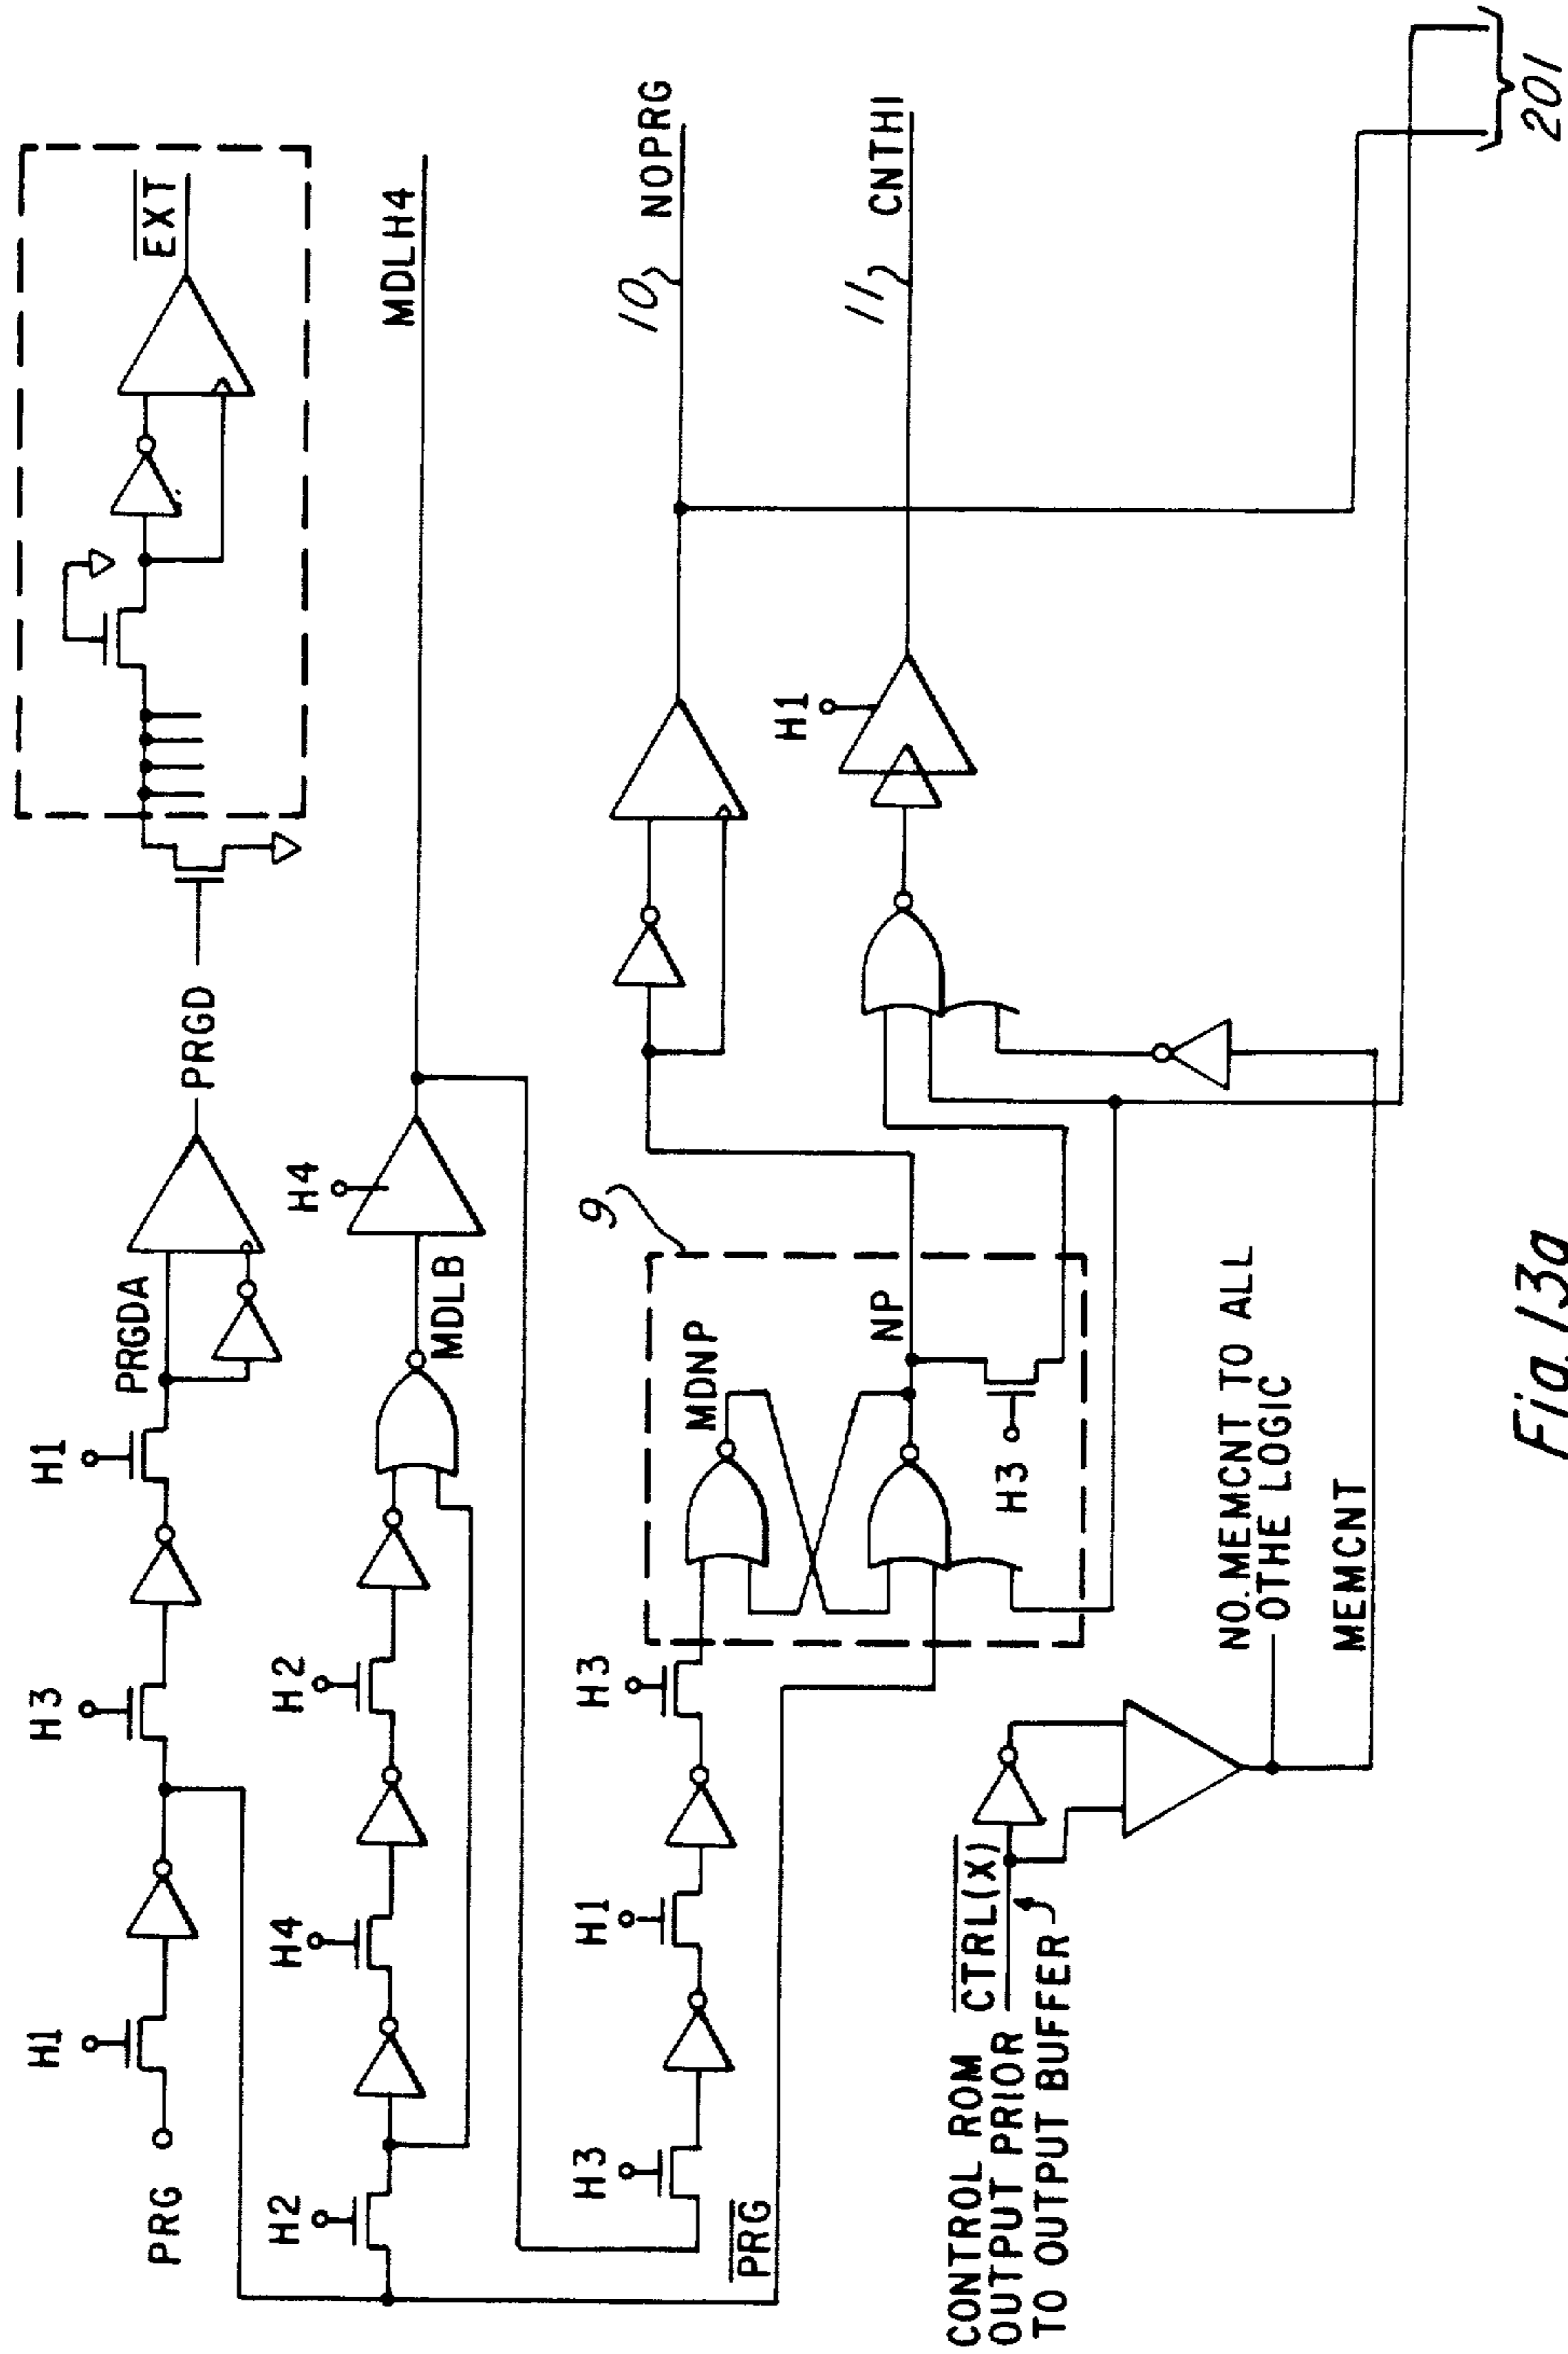 PRG
H1
H3
H1
PRGDA
PRGD
EXT
H2
H4
H2
MDLB
H4
MDLH4
PRG
H3
H1
H3
MDNP
NP
H3
9
10
NOPRG
H1
11
CNTHI
CONTROL ROM CTRL(X)
OUTPUT PRIOR
TO OUTPUT BUFFER
NO. MEMCNT TO ALL
OTHE LOGIC
MEMCNT
201
Fig. 13a